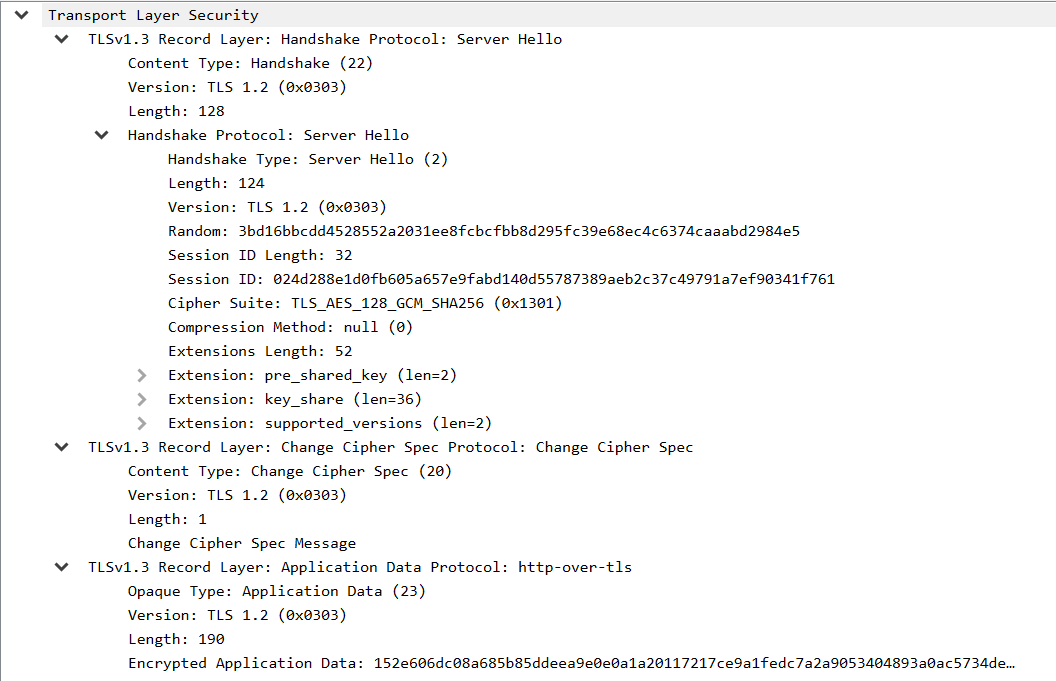 Transport Layer Security
TLSv1.3 Record Layer: Handshake Protocol: Server Hello
Content Type: Handshake (22)
Version: TLS 1.2 (0x0303)
Length: 128
Handshake Protocol: Server Hello
Handshake Type: Server Hello (2)
Length: 124
Version: TLS 1.2 (0x0303)
Random: 3bd16bbcdd4528552a2031ee8fcbcfbb8d295fc39e68ec4c6374caaabd2984e5
Session ID Length: 32
Session ID: 024d288e1d0fb605a657e9fabd140d55787389aeb2c37c49791a7ef90341f761
Cipher Suite: TLS_AES_128_GCM_SHA256 (0x1301)
Compression Method: null (0)
Extensions Length: 52
Extension: pre_shared_key (len=2)
Extension: key_share (len=36)
Extension: supported_versions (len=2)
TLSv1.3 Record Layer: Change Cipher Spec Protocol: Change Cipher Spec
Content Type: Change Cipher Spec (20)
Version: TLS 1.2 (0x0303)
Length: 1
Change Cipher Spec Message
TLSv1.3 Record Layer: Application Data Protocol: http-over-tls
Opaque Type: Application Data (23)
Version: TLS 1.2 (0x0303)
Length: 190
Encrypted Application Data: 152e606dc08a685b85ddeea9e0e0a1a20117217ce9a1fedc7a2a9053404893a0ac5734de…